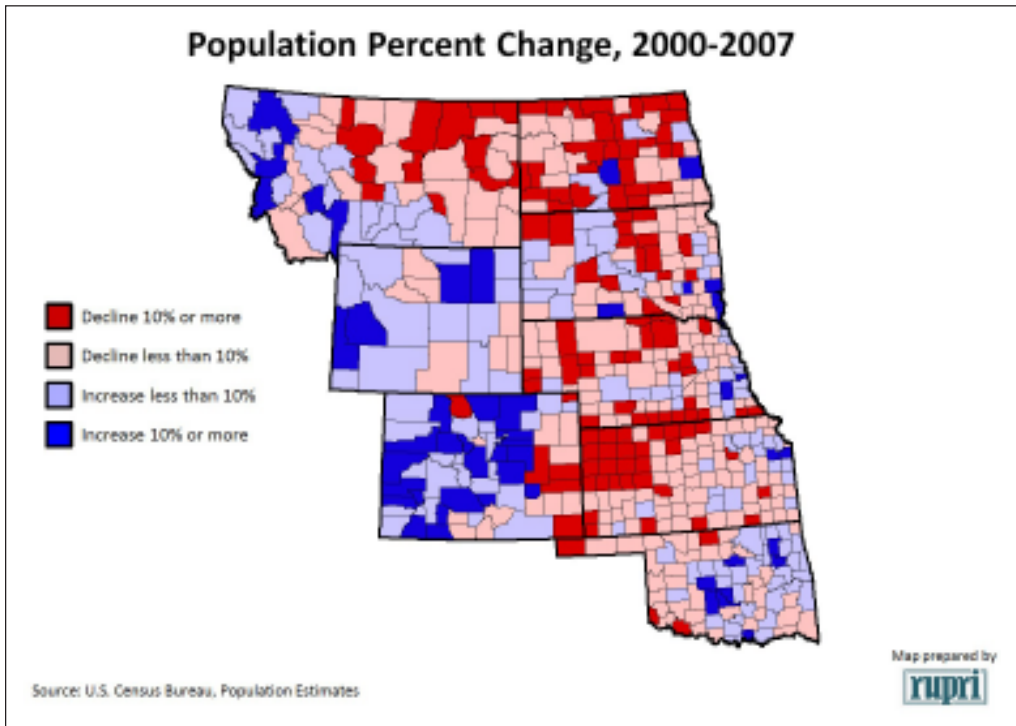 Population Percent Change, 2000-2007
Decline 10% or more
Decline less than 10%
Increase less than 10%
Increase 10% or more
Source: U.S. Census Bureau, Population Estimates
Map prepared by
rupri